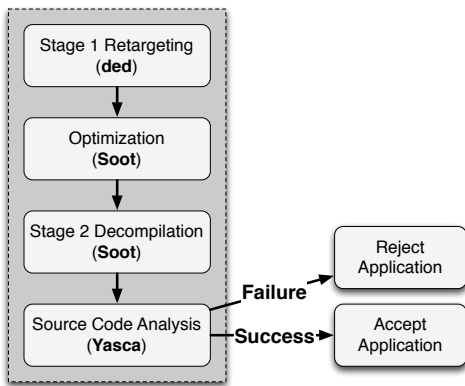 Stage 1 Retargeting
(ded)
Optimization
(Soot)
Stage 2 Decompilation
(Soot)
Source Code Analysis
(Yasca)
Failure
Reject
Application
Success
Accept
Application